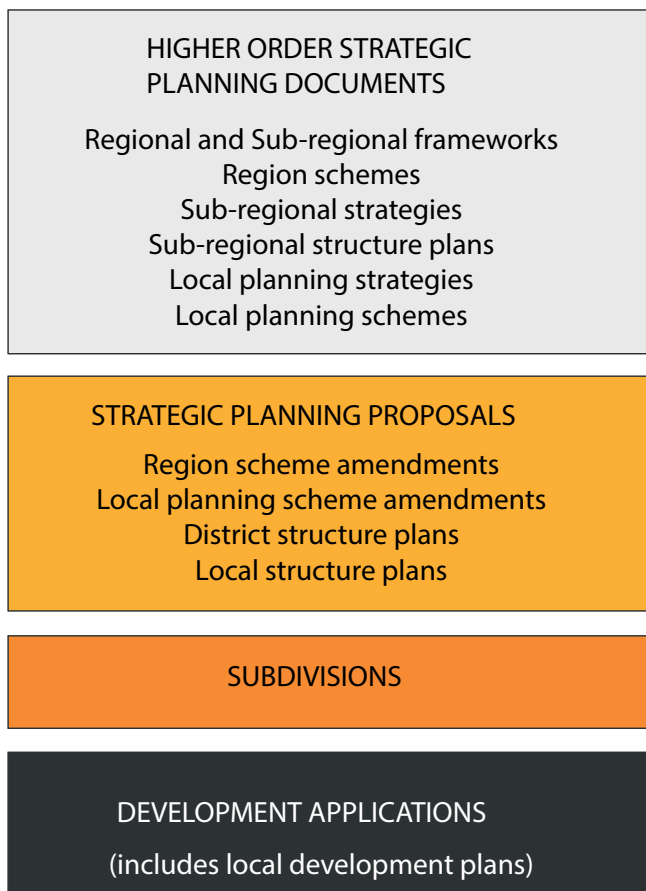 HIGHER ORDER STRATEGIC
PLANNING DOCUMENTS
Regional and Sub-regional frameworks
Region schemes
Sub-regional strategies
Sub-regional structure plans
Local planning strategies
Local planning schemes
STRATEGIC PLANNING PROPOSALS
Region scheme amendments
Local planning scheme amendments
District structure plans
Local structure plans
SUBDIVISIONS
DEVELOPMENT APPLICATIONS
(includes local development plans)